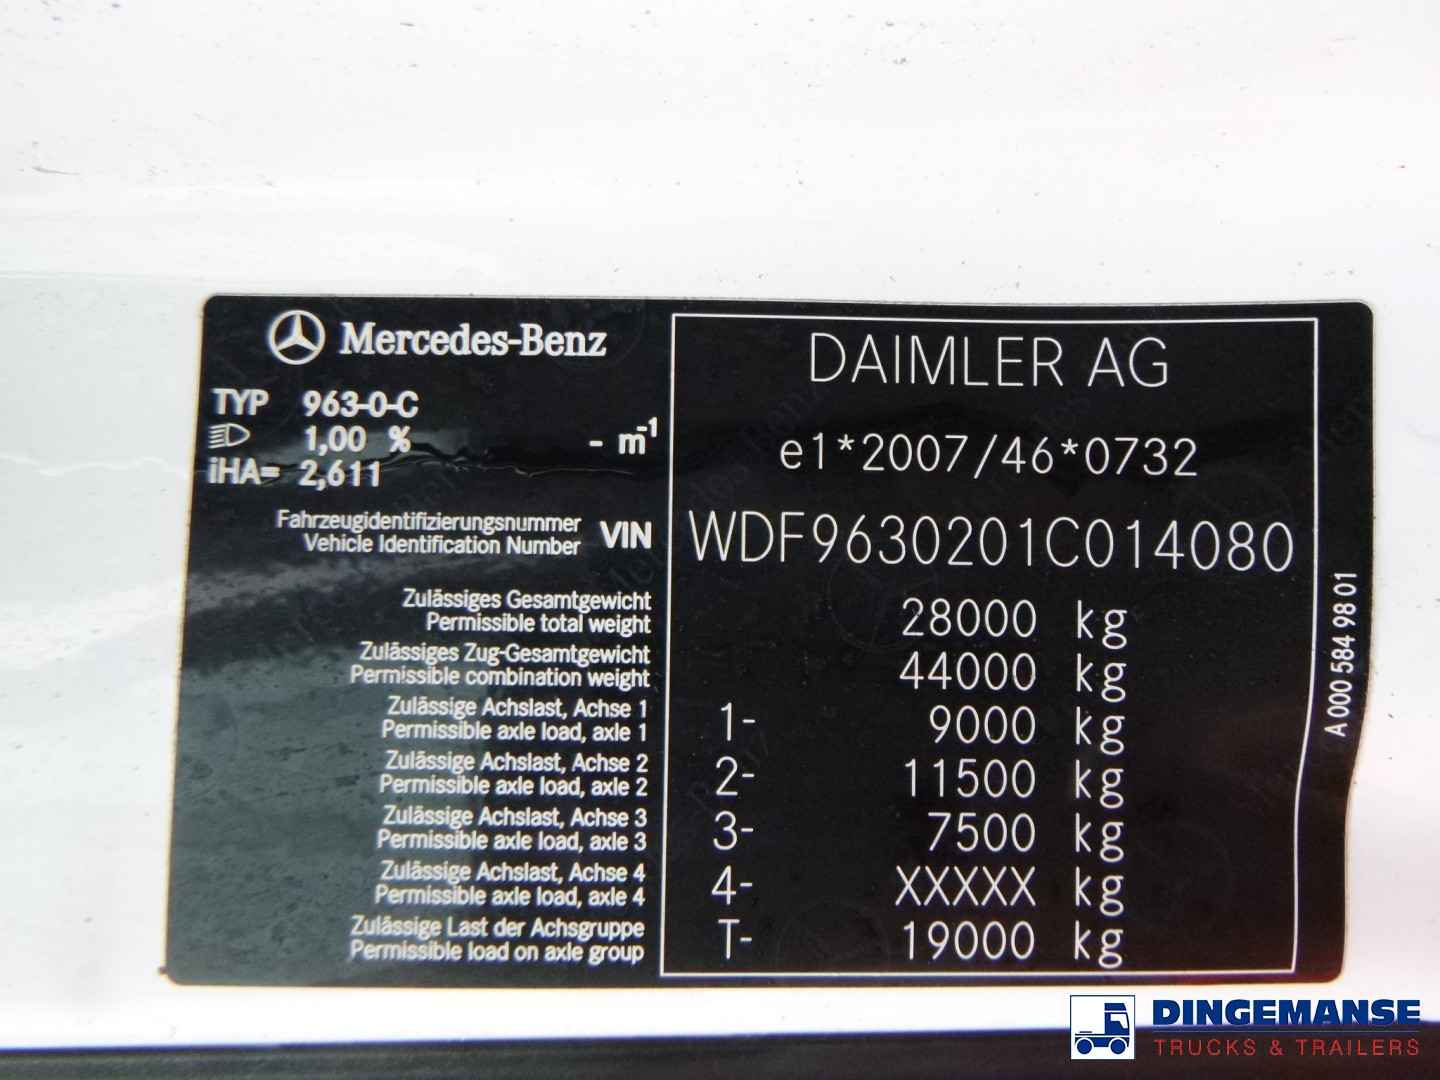 Mercedes-Benz
TYP 963-0-C
1,00 % - m-1
iHA= 2,611
DAIMLER AG
e1*2007/46*0732
Fahrzeugidentifizierungsnummer
Vehicle Identification Number
VIN WDF9630201C014080
Zulässiges Gesamtgewicht
Permissible total weight
28000 kg
Zulässiges Zug-Gesamtgewicht
Permissible combination weight
44000 kg
Zulässige Achslast, Achse 1
Permissible axle load, axle 1
1- 9000 kg
Zulässige Achslast, Achse 2
Permissible axle load, axle 2
2- 11500 kg
Zulässige Achslast, Achse 3
Permissible axle load, axle 3
3- 7500 kg
Zulässige Achslast, Achse 4
Permissible axle load, axle 4
4- XXXXX kg
Zulässige Last der Achsgruppe
Permissible load on axle group
T- 19000 kg
A 000 584 98 01
DINGEMANSE
TRUCKS & TRAILERS